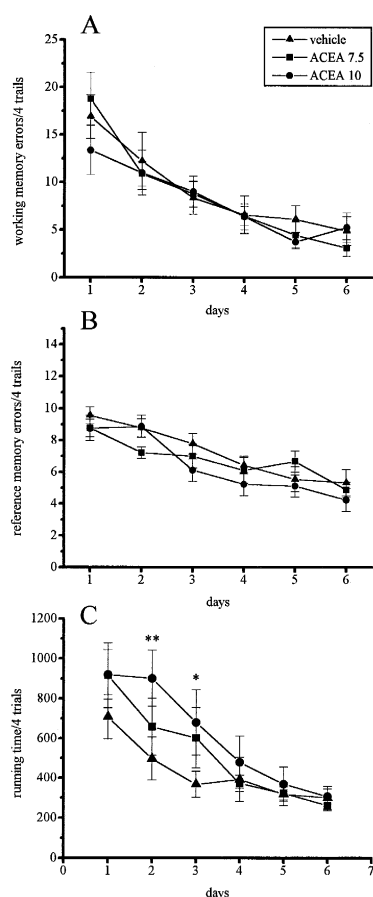 A
vehicle
ACEA 7.5
ACEA 10
working memory errors/4 trails
25
20
15
10
5
0
1 2 3 4 5 6
days
B
reference memory errors/4 trails
14
12
10
8
6
4
2
0
1 2 3 4 5 6
days
C
** *
running time/4 trials
1200
1000
800
600
400
200
0
0 1 2 3 4 5 6 7
days